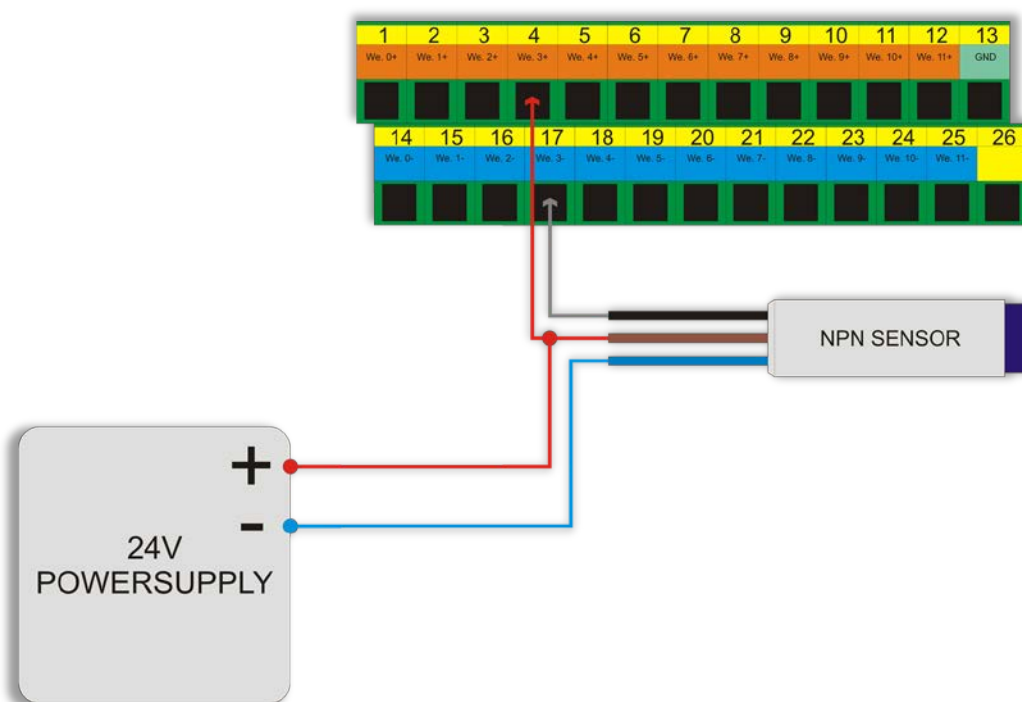 1 2 3 4 5 6 7 8 9 10 11 12 13
We. 0+ We. 1+ We. 2+ We. 3+ We. 4+ We. 5+ We. 6+ We. 7+ We. 8+ We. 9+ We. 10+ We. 11+ GND
14 15 16 17 18 19 20 21 22 23 24 25 26
We. 0- We. 1- We. 2- We. 3- We. 4- We. 5- We. 6- We. 7- We. 8- We. 9- We. 10- We. 11-
NPN SENSOR
+
-
24V
POWERSUPPLY